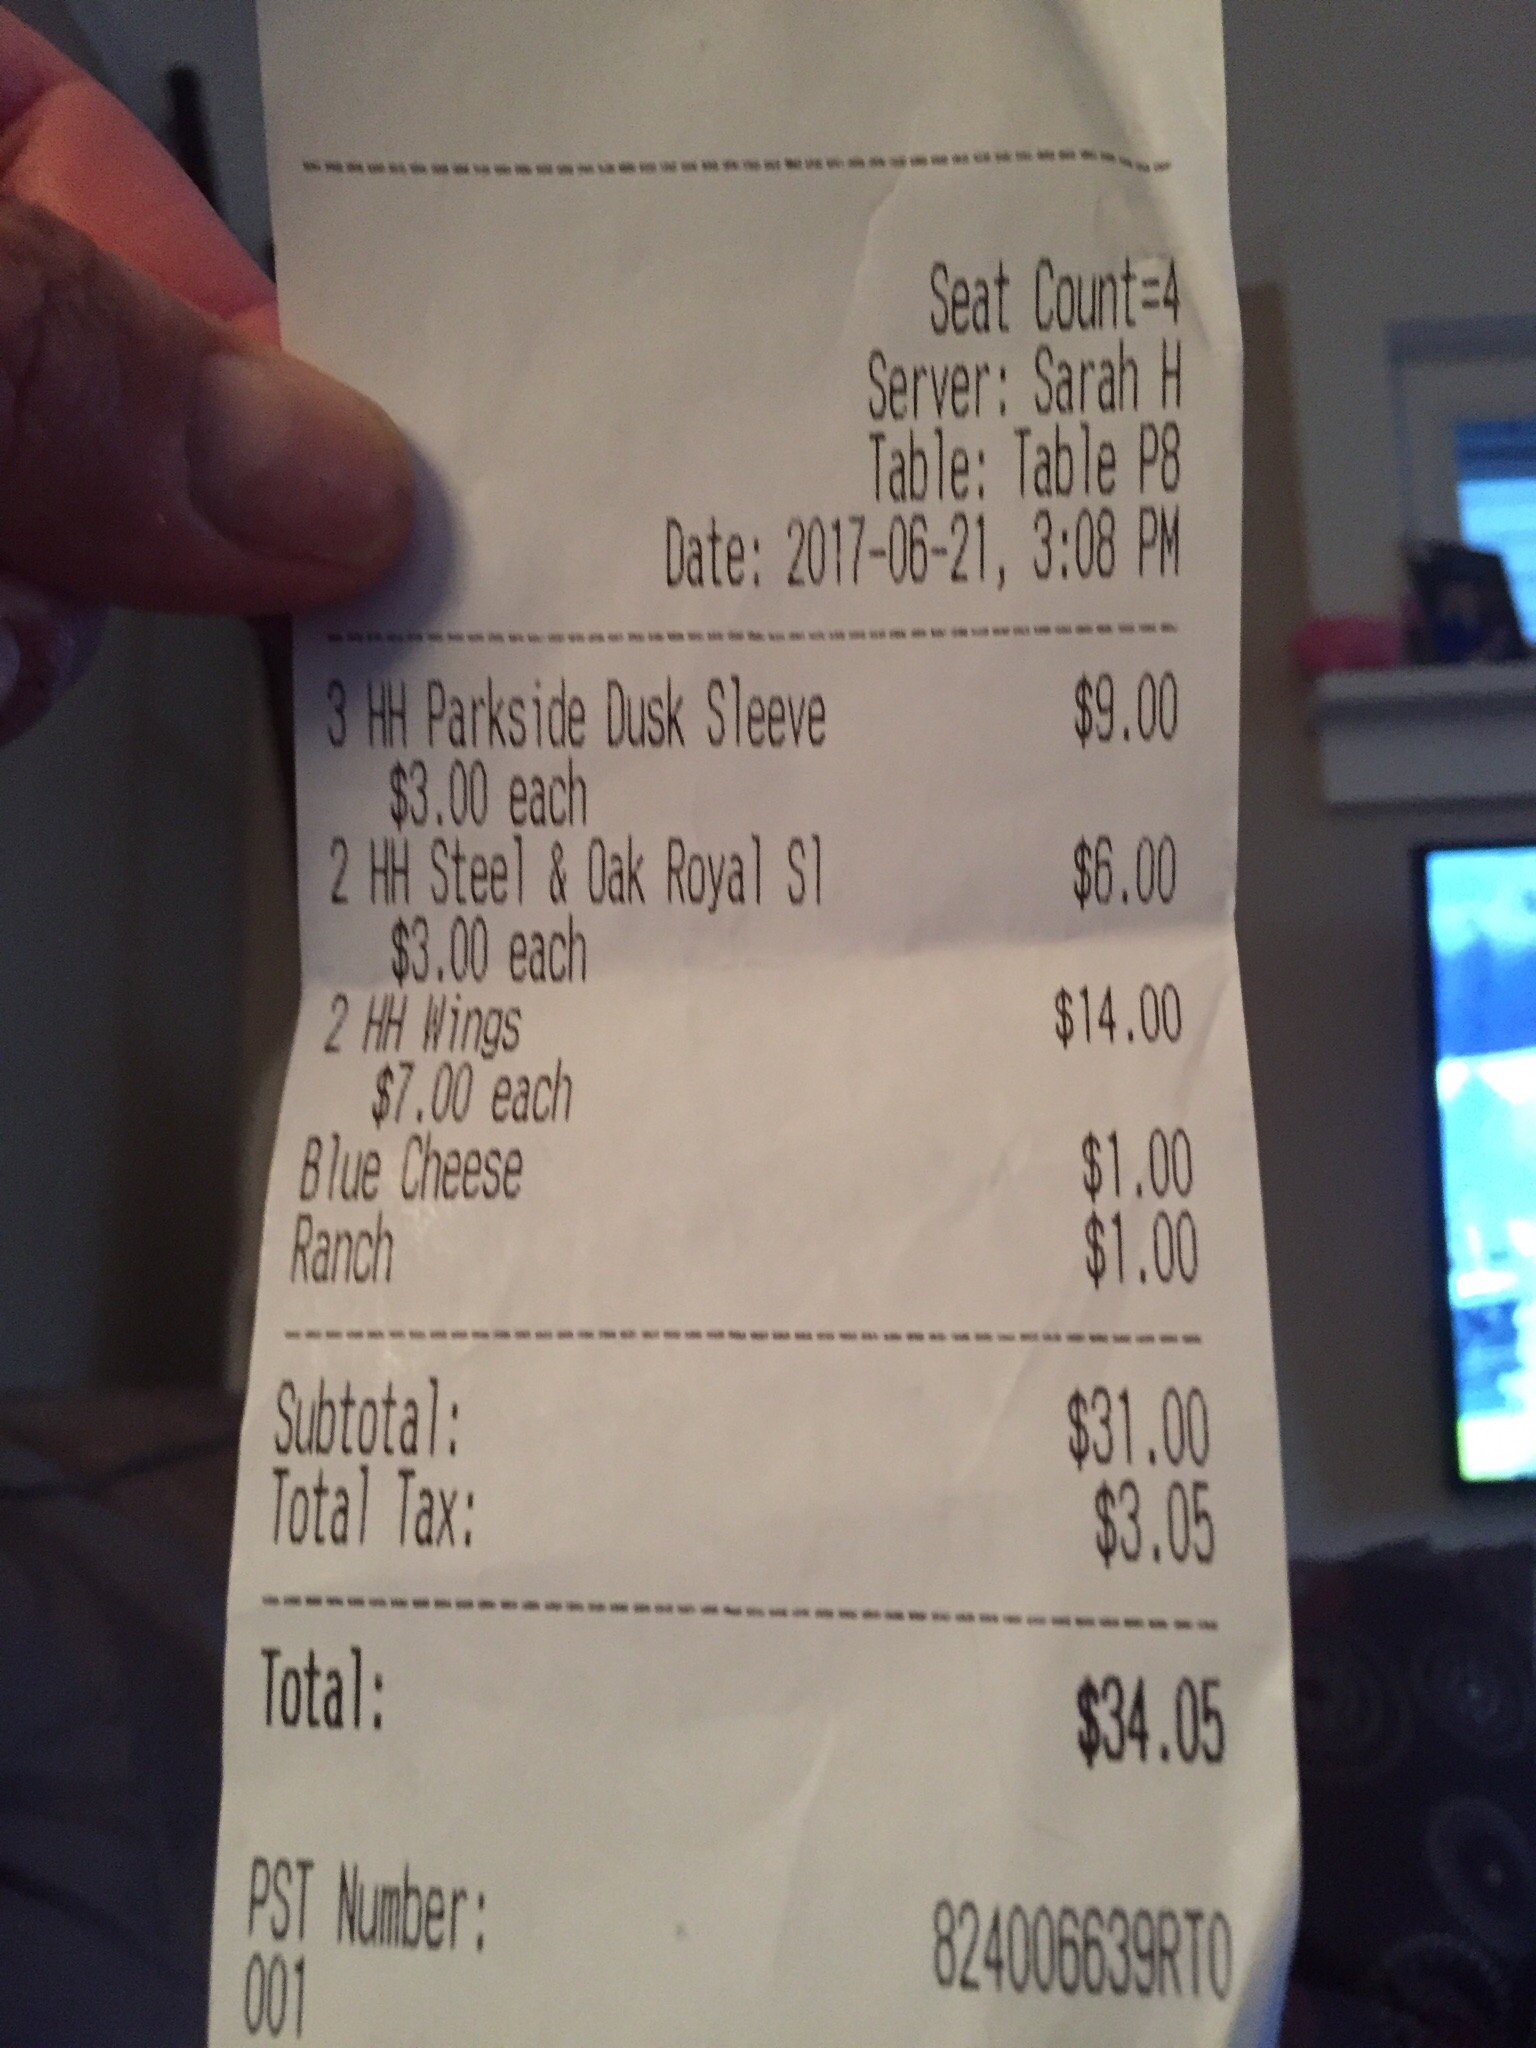 Seat Count=4
Server: Sarah H
Table: Table P8
Date: 2017-06-21, 3:08 PM
3 HH Parkside Dusk Sleeve $9.00
$3.00 each
2 HH Steel & Oak Royal Sl $6.00
$3.00 each
2 HH Wings $14.00
$7.00 each
Blue Cheese $1.00
Ranch $1.00
Subtotal: $31.00
Total Tax: $3.05
Total: $34.05
PST Number: 824006639RT0
001